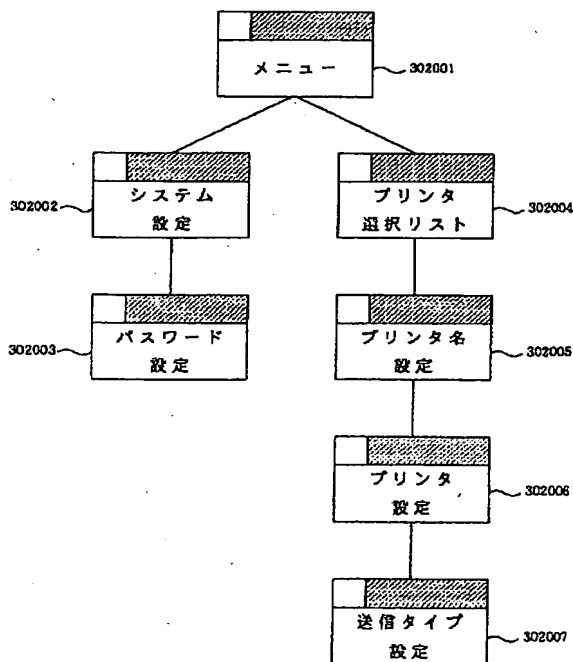 メニュー
302001
システム
設定
302002
プリンタ
選択リスト
302004
パスワード
設定
302003
プリンタ名
設定
302005
プリンタ
設定
302006
送信タイプ
設定
302007